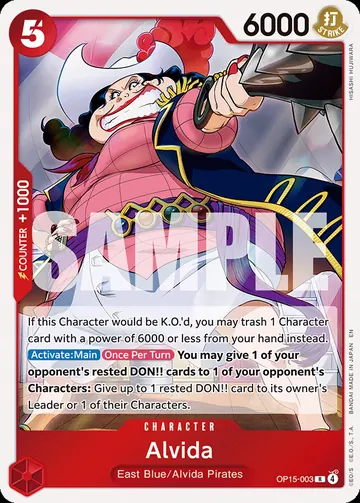 5
6000
打
STRIKE
HISASHI FUJIWARA
COUNTER +1000
SAMPLE
If this Character would be K.O.'d, you may trash 1 Character
card with a power of 6000 or less from your hand instead.
Activate:Main Once Per Turn You may give 1 of your
opponent's rested DON!! cards to 1 of your opponent's
Characters: Give up to 1 rested DON!! card to its owner's
Leader or 1 of their Characters.
CHARACTER
Alvida
East Blue/Alvida Pirates
OP15-003 R 4
©E.O./S. ©E.O./S., T.A. BANDAI MADE IN JAPAN EN